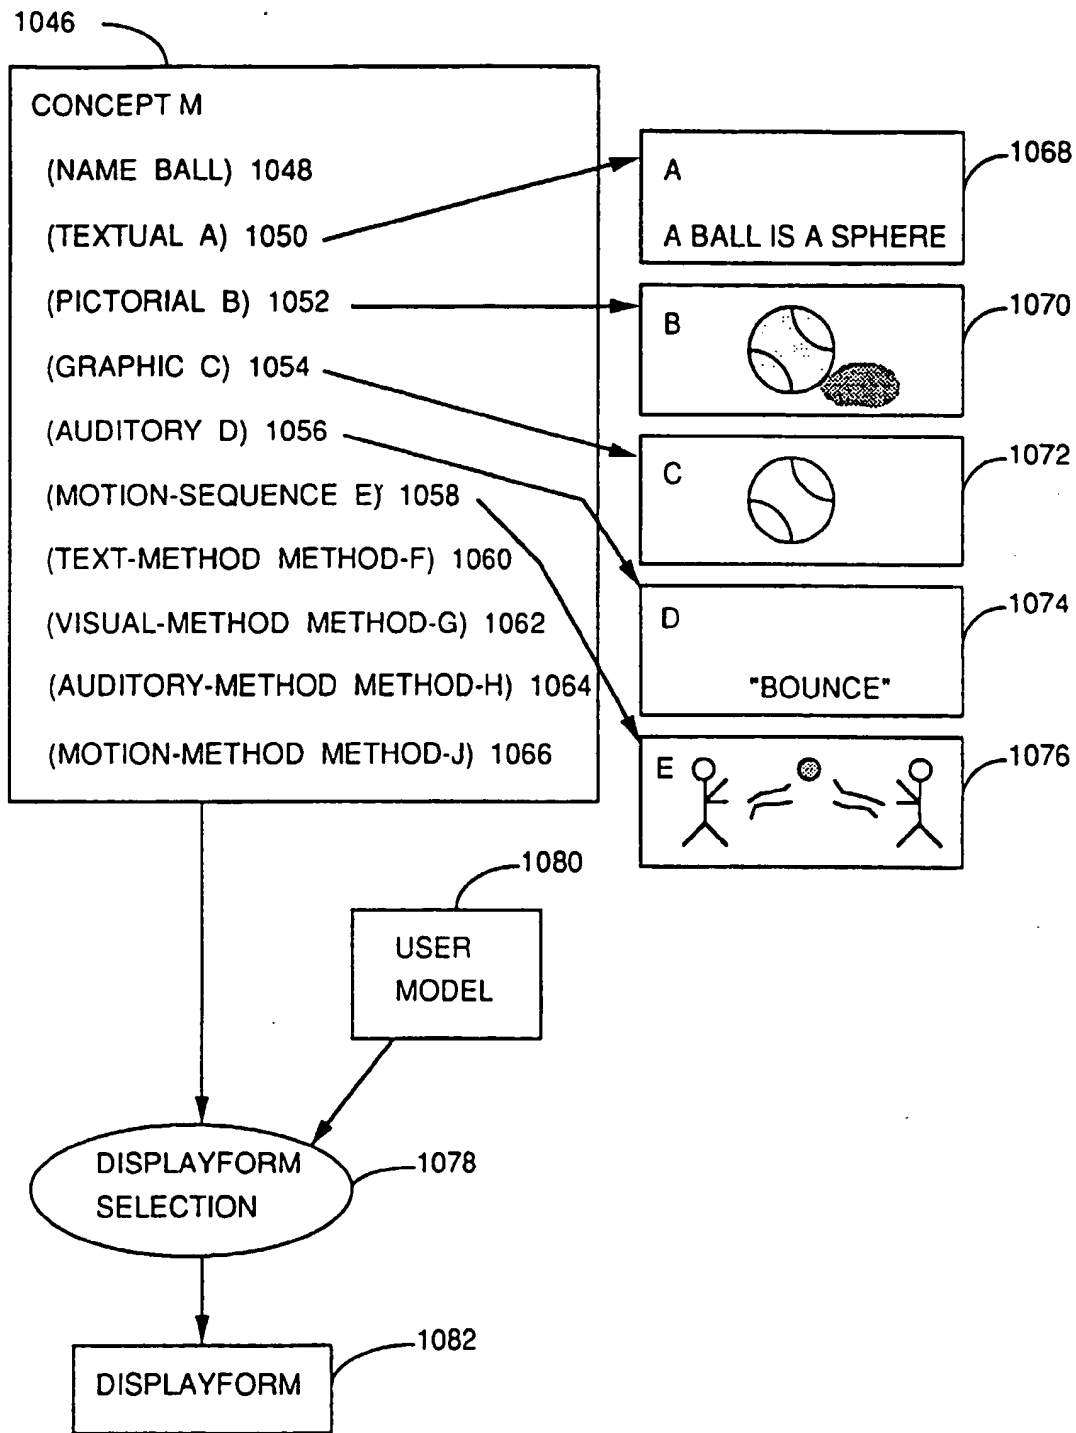 1046
CONCEPT M
(NAME BALL) 1048
(TEXTUAL A) 1050
(PICTORIAL B) 1052
(GRAPHIC C) 1054
(AUDITORY D) 1056
(MOTION-SEQUENCE E) 1058
(TEXT-METHOD METHOD-F) 1060
(VISUAL-METHOD METHOD-G) 1062
(AUDITORY-METHOD METHOD-H) 1064
(MOTION-METHOD METHOD-J) 1066
A
1068
A BALL IS A SPHERE
B
1070
C
1072
D
1074
"BOUNCE"
E
1076
1080
USER
MODEL
DISPLAYFORM
SELECTION
1078
DISPLAYFORM
1082